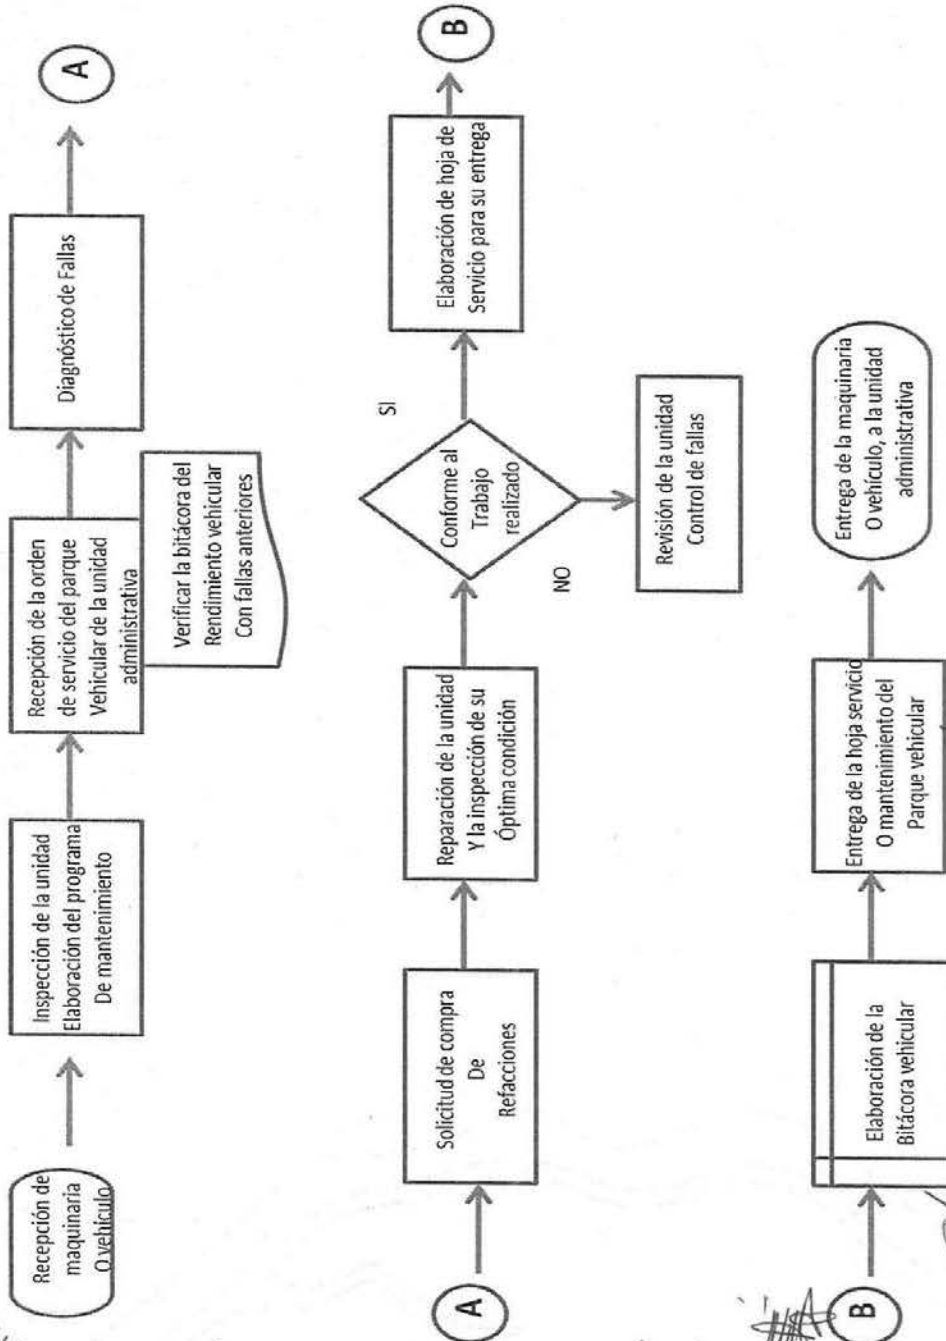 Recepción de
maquinaria
O vehículo
Inspección de la unidad
Elaboración del programa
De mantenimiento
Recepción de la orden
de servicio del parque
Vehicular de la unidad
administrativa
Verificar la bitácora del
Rendimiento vehicular
Con fallas anteriores
Diagnóstico de Fallas
A
A
Solicitud de compra
De
Refacciones
Reparación de la unidad
Y la inspección de su
Óptima condición
Conforme al
Trabajo
realizado
SI
NO
Revisión de la unidad
Control de fallas
Elaboración de hoja de
Servicio para su entrega
B
B
Elaboración de la
Bitácora vehicular
Entrega de la hoja servicio
O mantenimiento del
Parque vehicular
Entrega de la maquinaria
O vehículo, a la unidad
administrativa